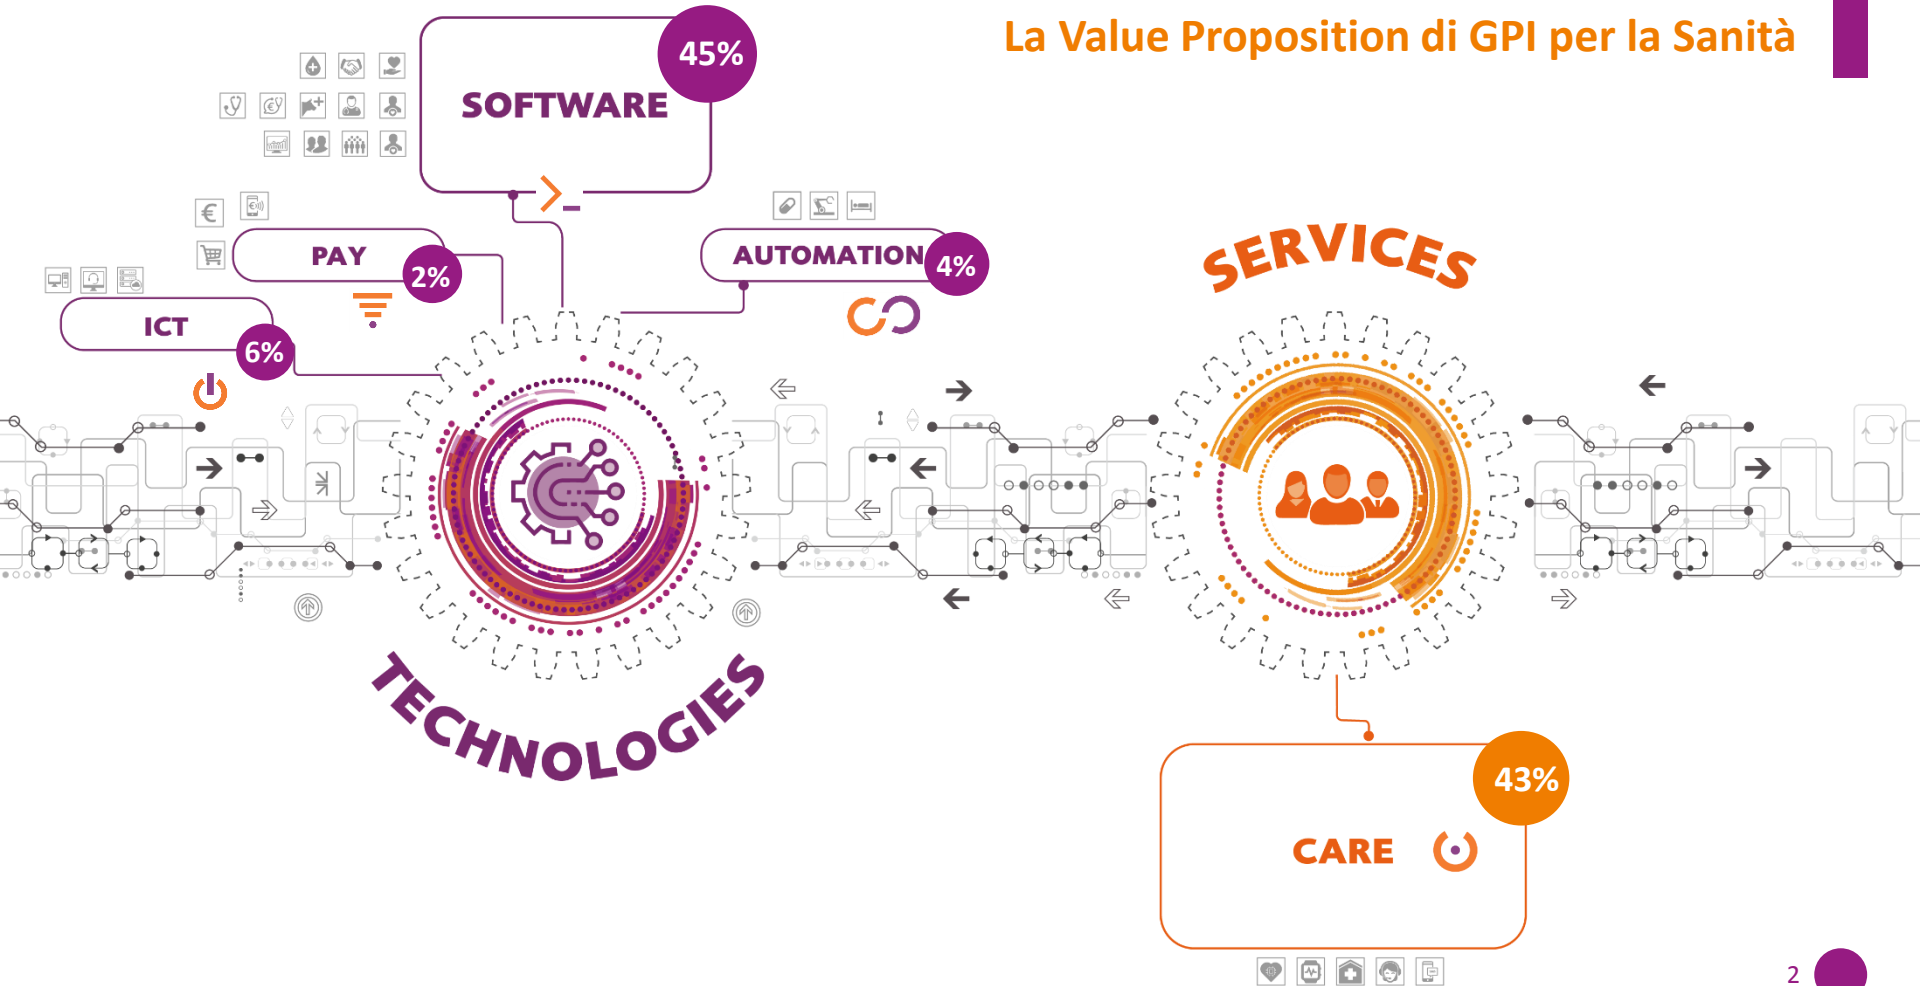 La Value Proposition di GPI per la Sanità
45%
SOFTWARE
PAY
2%
AUTOMATION
4%
ICT
6%
SERVICES
TECHNOLOGIES
43%
CARE
2